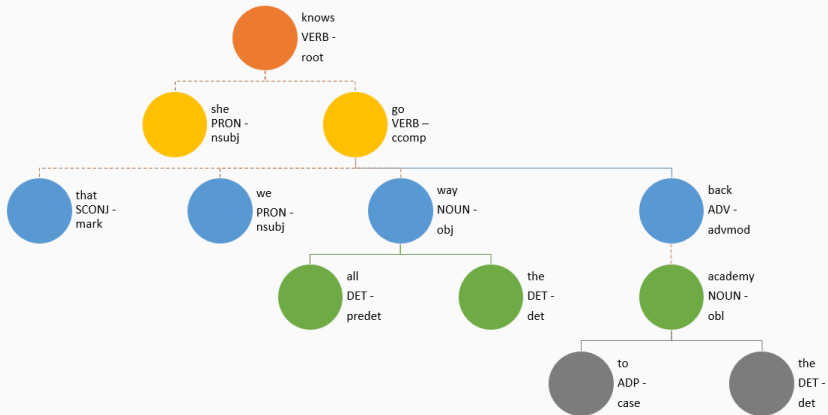 knows
VERB -
root
she
PRON -
nsubj
go
VERB –
ccomp
that
SCONJ -
mark
we
PRON -
nsubj
way
NOUN -
obj
back
ADV -
advmod
all
DET -
predet
the
DET -
det
academy
NOUN -
obl
to
ADP -
case
the
DET -
det